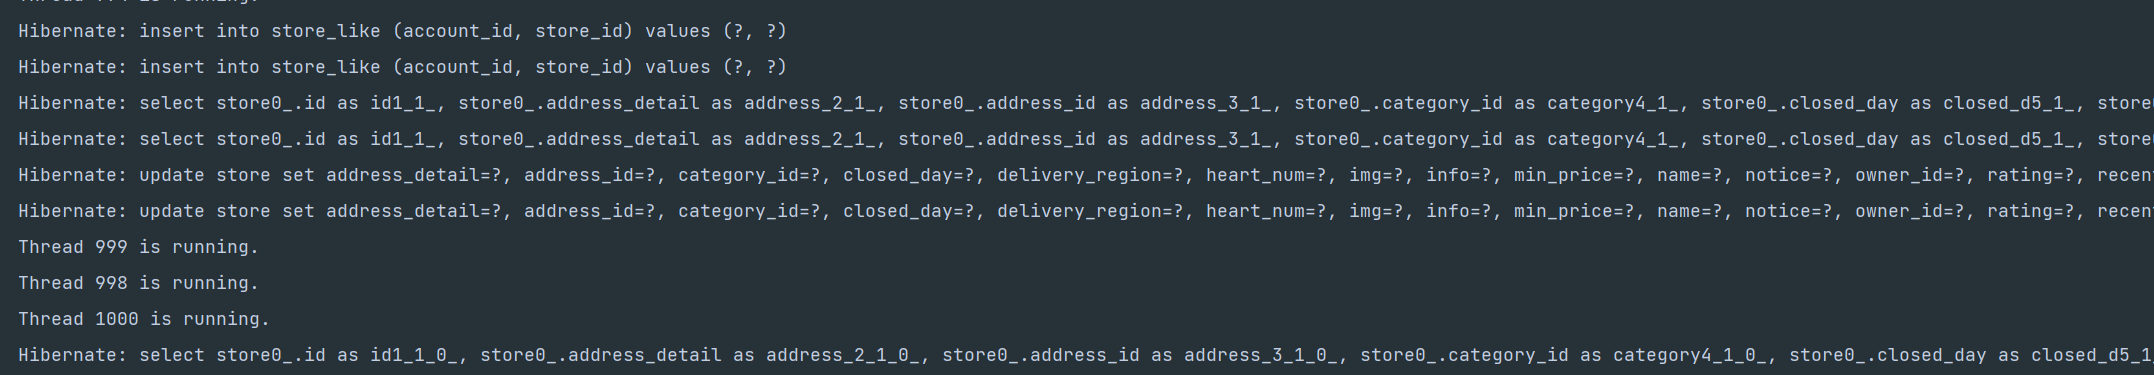 is running.
Hibernate: insert into store_like (account_id, store_id) values (?, ?)
Hibernate: insert into store_like (account_id, store_id) values (?, ?)
Hibernate: select store0_.id as id1_1_, store0_.address_detail as address_2_1_, store0_.address_id as address_3_1_, store0_.category_id as category4_1_, store0_.closed_day as closed_d5_1_, store
Hibernate: select store0_.id as id1_1_, store0_.address_detail as address_2_1_, store0_.address_id as address_3_1_, store0_.category_id as category4_1_, store0_.closed_day as closed_d5_1_, store
Hibernate: update store set address_detail=?, address_id=?, category_id=?, closed_day=?, delivery_region=?, heart_num=?, img=?, info=?, min_price=?, name=?, notice=?, owner_id=?, rating=?, recen
Hibernate: update store set address_detail=?, address_id=?, category_id=?, closed_day=?, delivery_region=?, heart_num=?, img=?, info=?, min_price=?, name=?, notice=?, owner_id=?, rating=?, recen
Thread 999 is running.
Thread 998 is running.
Thread 1000 is running.
Hibernate: select store0_.id as id1_1_0_, store0_.address_detail as address_2_1_0_, store0_.address_id as address_3_1_0_, store0_.category_id as category4_1_0_, store0_.closed_day as closed_d5_1